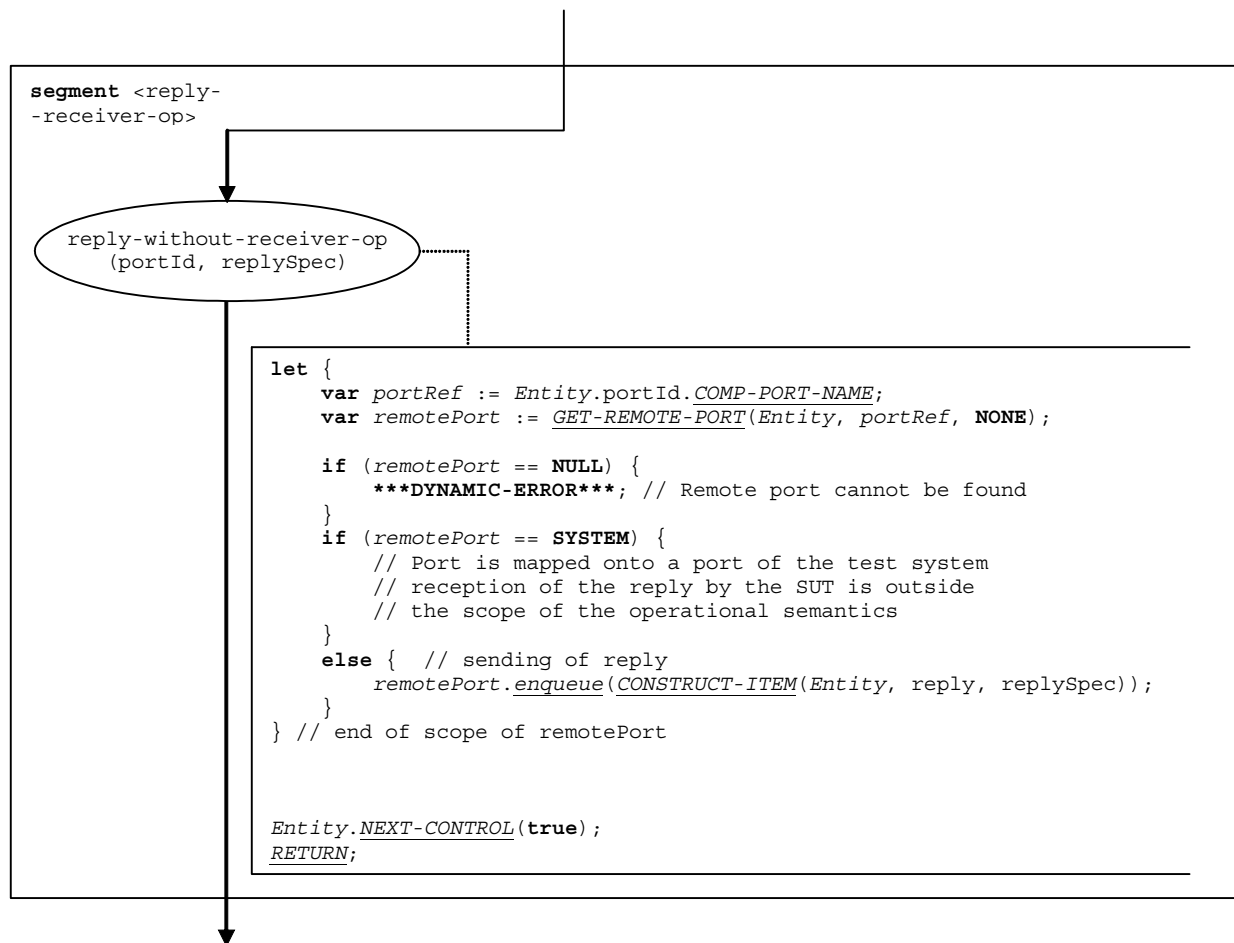 segment <reply-
-receiver-op>
reply-without-receiver-op
(portId, replySpec)
let {
var portRef := Entity.portId.COMP-PORT-NAME;
var remotePort := GET-REMOTE-PORT(Entity, portRef, NONE);
if (remotePort == NULL) {
***DYNAMIC-ERROR***; // Remote port cannot be found
}
if (remotePort == SYSTEM) {
// Port is mapped onto a port of the test system
// reception of the reply by the SUT is outside
// the scope of the operational semantics
}
else { // sending of reply
remotePort.enqueue(CONSTRUCT-ITEM(Entity, reply, replySpec));
}
} // end of scope of remotePort
Entity.NEXT-CONTROL(true);
RETURN;